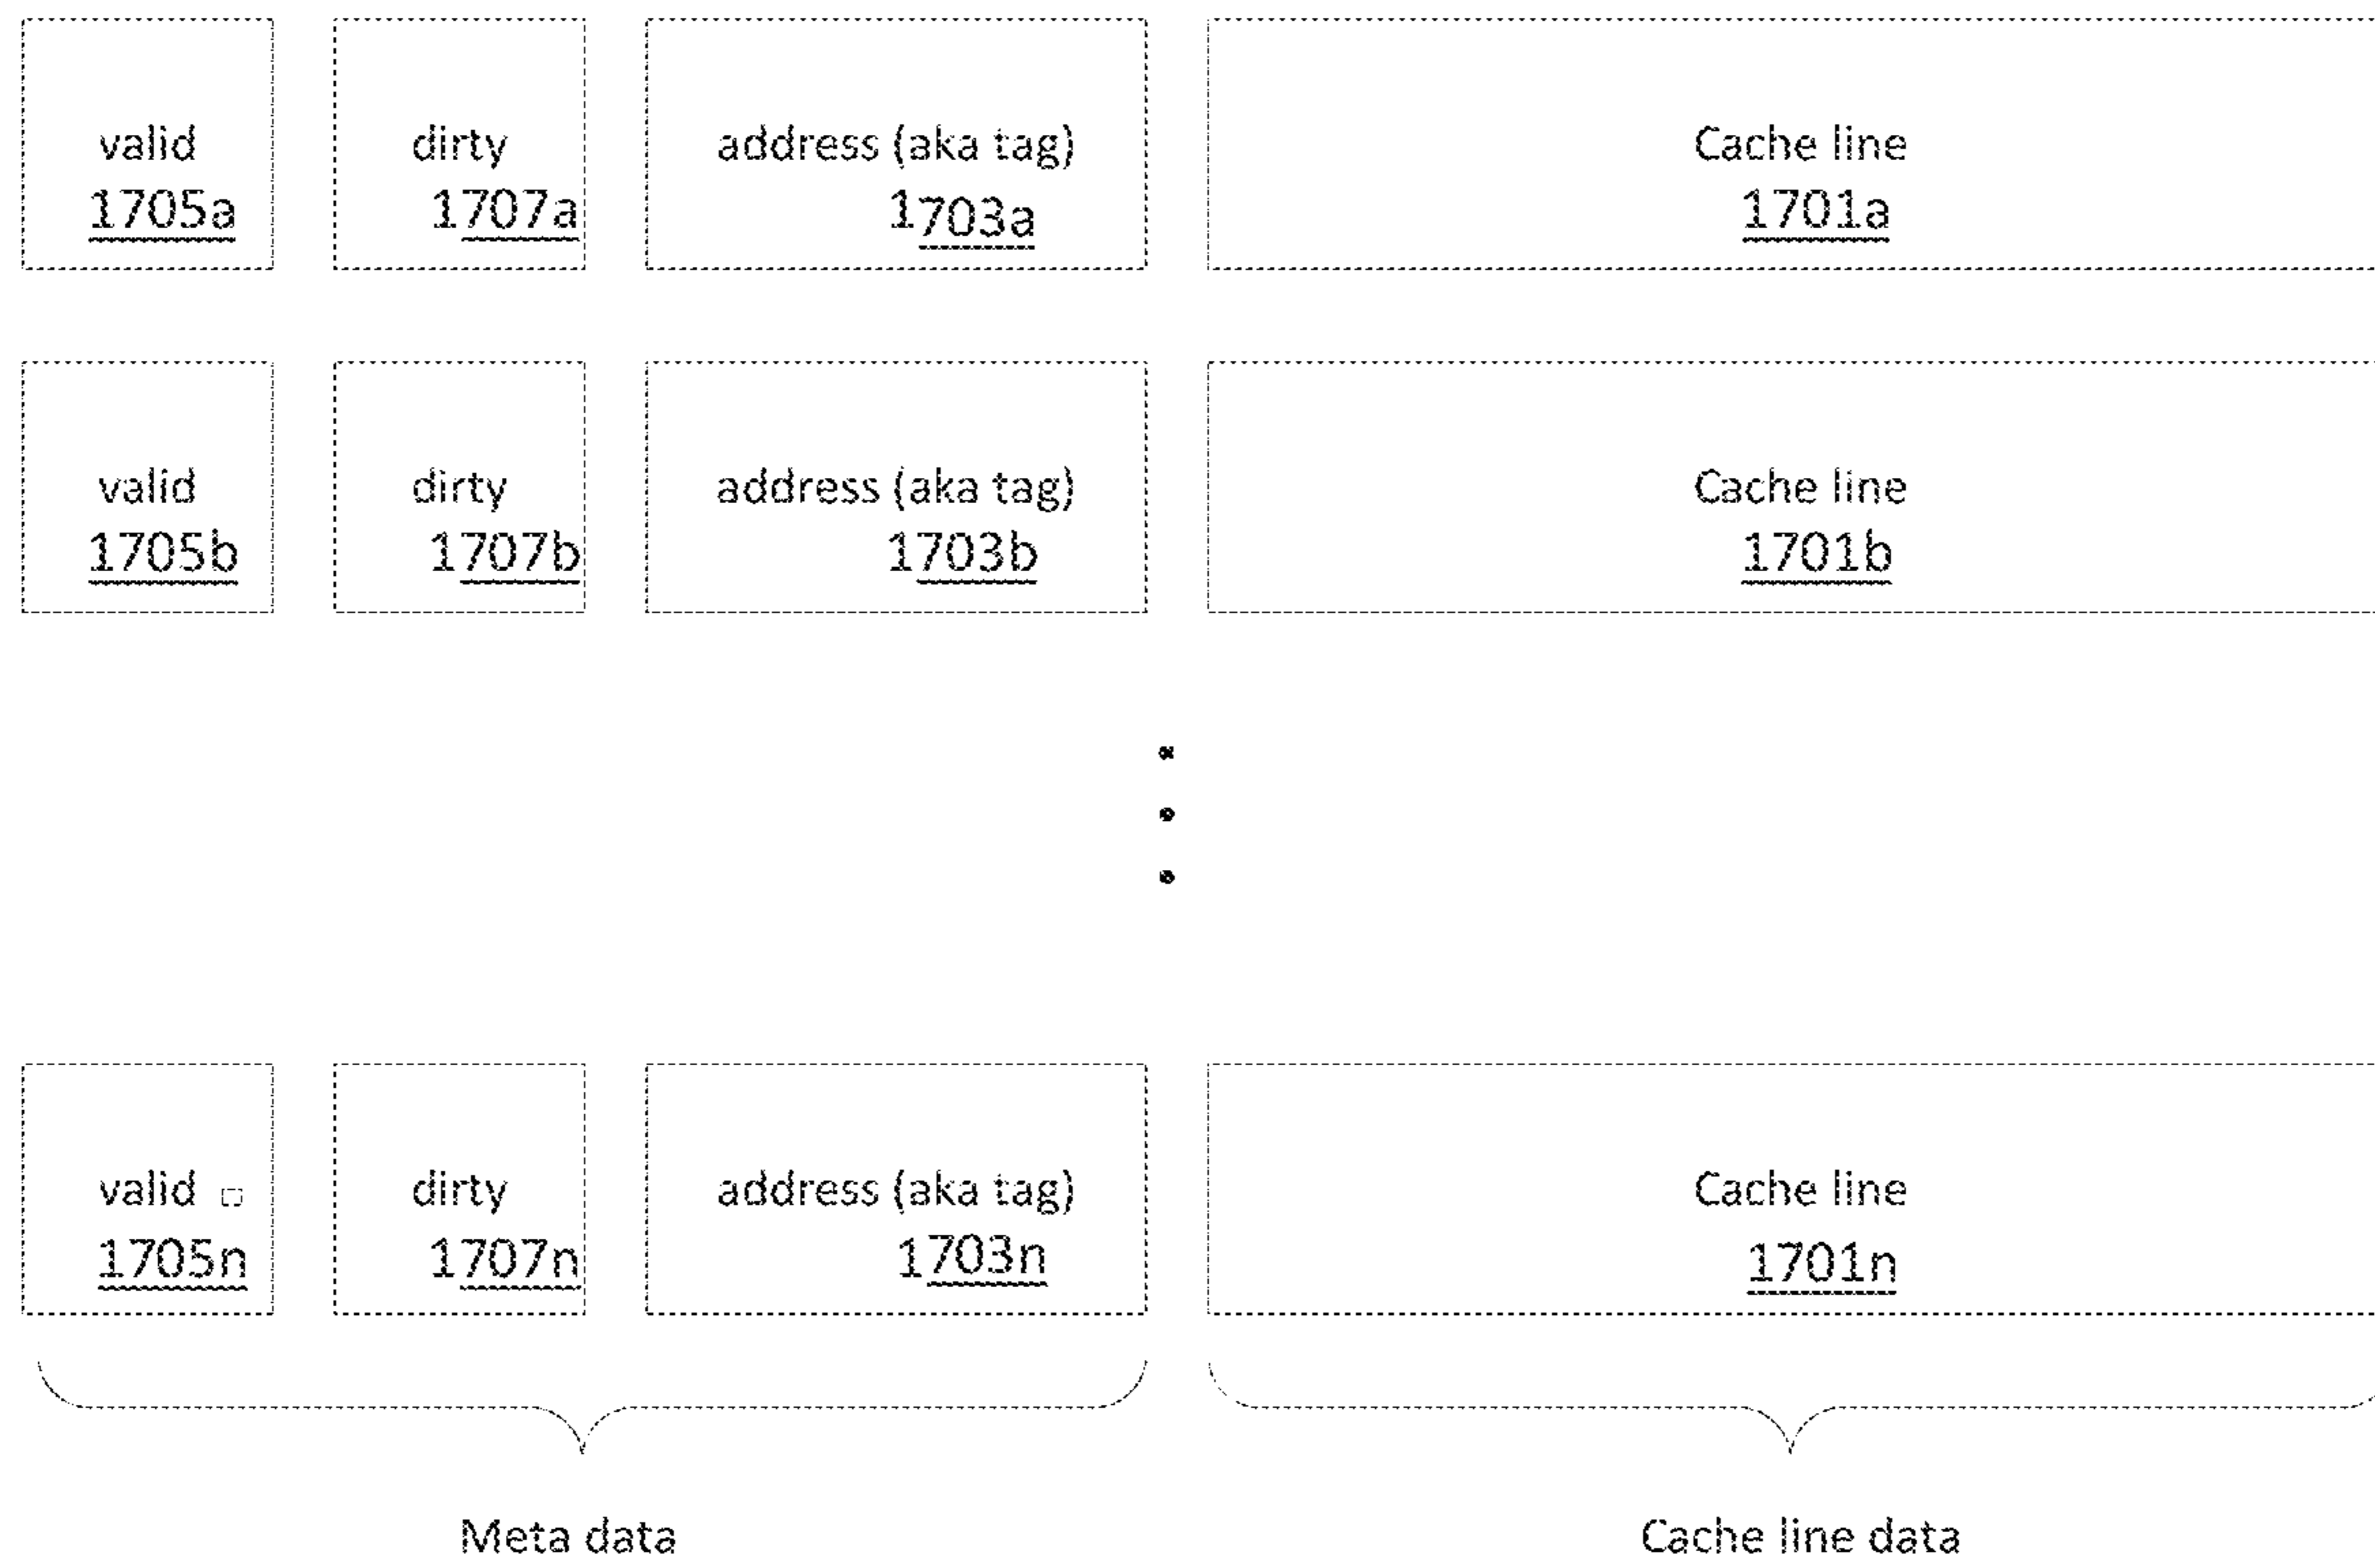 valid
1705a
dirty
1707a
address (aka tag)
1703a
Cache line
1701a
valid
1705b
dirty
1707b
address (aka tag)
1703b
Cache line
1701b
valid
1705n
dirty
1707n
address (aka tag)
1703n
Cache line
1701n
Meta data
Cache line data